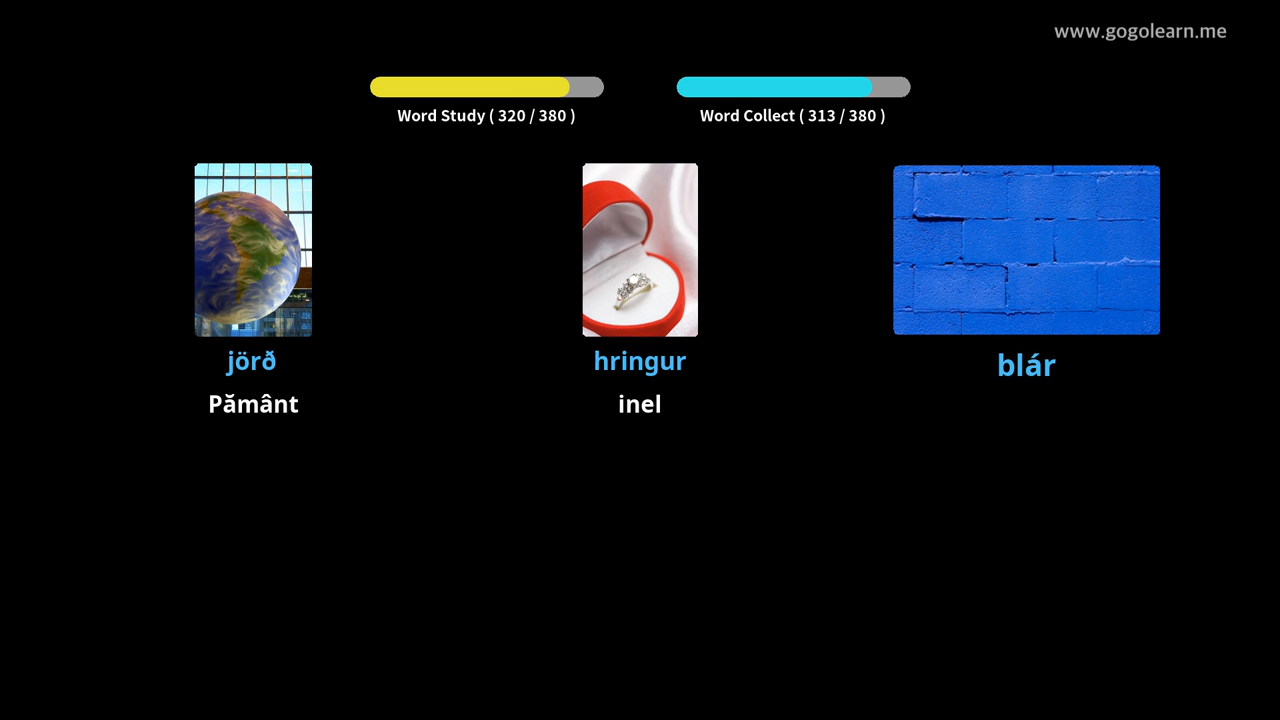 www.gogolearn.me
Word Study ( 320 / 380 )
Word Collect ( 313 / 380 )
jörð
Pământ
hringur
inel
blár